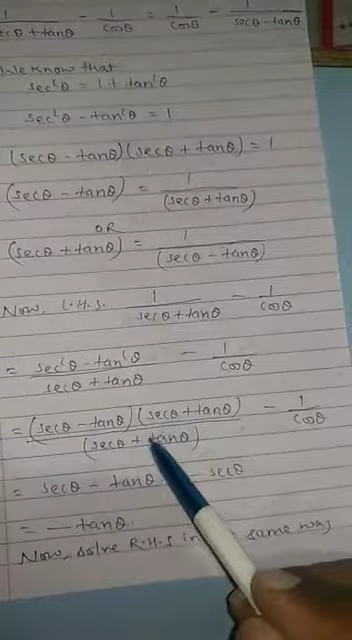 1/(secθ + tanθ) - 1/cosθ = 1/cosθ - 1/(secθ - tanθ)
We know that
sec²θ = 1 + tan²θ
sec²θ - tan²θ = 1
(secθ - tanθ)(secθ + tanθ) = 1
(secθ - tanθ) = 1/(secθ + tanθ)
OR
(secθ + tanθ) = 1/(secθ - tanθ)
Now, L.H.S. 1/(secθ + tanθ) - 1/cosθ
= (sec²θ - tan²θ)/(secθ + tanθ) - 1/cosθ
= (secθ - tanθ)(secθ + tanθ)/(secθ + tanθ) - 1/cosθ
= secθ - tanθ - secθ
= - tanθ
Now, solve R.H.S in same way